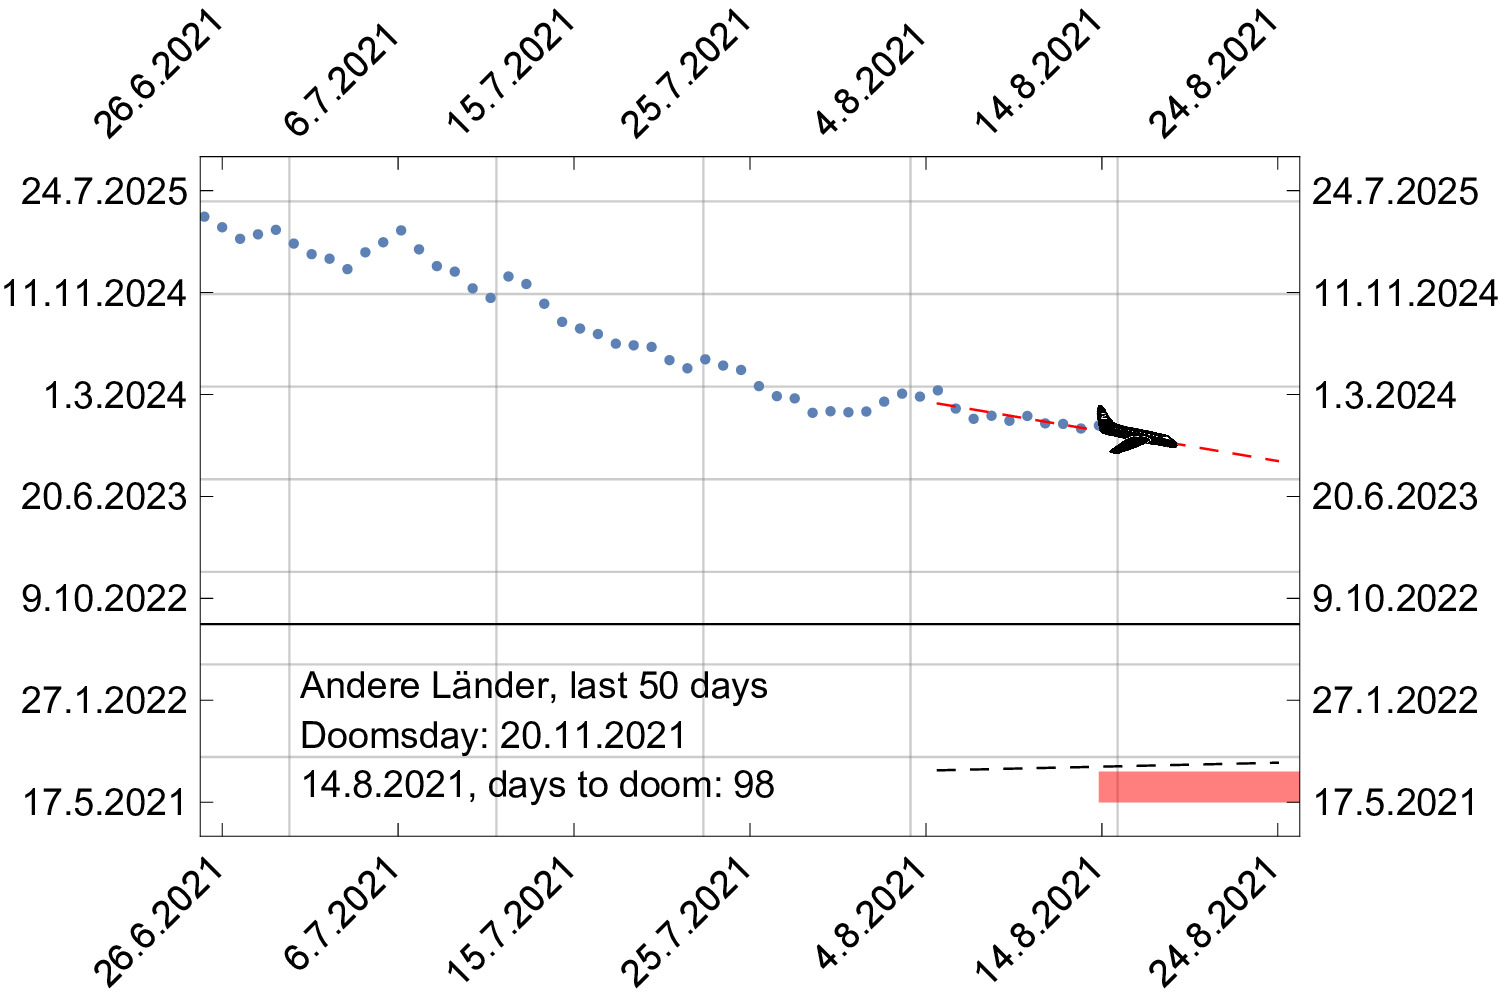 26.6.2021 6.7.2021 15.7.2021 25.7.2021 4.8.2021 14.8.2021 24.8.2021
24.7.2025 24.7.2025
11.11.2024 11.11.2024
1.3.2024 1.3.2024
20.6.2023 20.6.2023
9.10.2022 9.10.2022
Andere Länder, last 50 days
27.1.2022 27.1.2022
Doomsday: 20.11.2021
14.8.2021, days to doom: 98
17.5.2021 17.5.2021
26.6.2021 6.7.2021 15.7.2021 25.7.2021 4.8.2021 14.8.2021 24.8.2021